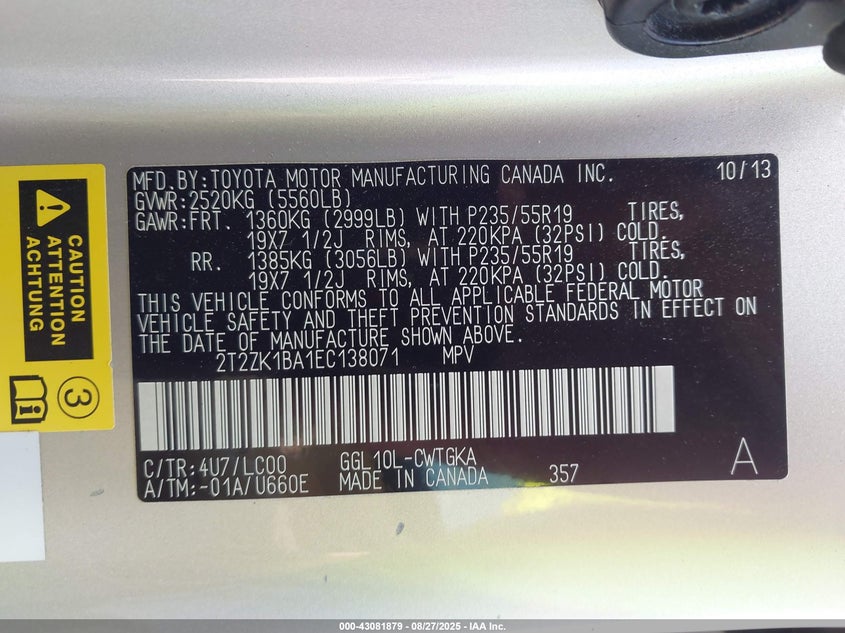 CAUTION
ACHTUNG
3
MFD.BY:TOYOTA MOTOR MANUFACTURING CANADA INC. 10/13
GVWR:2520KG (5560LB)
GAWR:FRT. 1360KG (2999LB) WITH P235/55R19 TIRES,
19X7 1/2J RIMS, AT 220KPA (32PSI) COLD.
RR. 1385KG (3056LB) WITH P235/55R19 TIRES,
19X7 1/2J RIMS, AT 220KPA (32PSI) COLD.
THIS VEHICLE CONFORMS TO ALL APPLICABLE FEDERAL MOTOR
VEHICLE SAFETY AND THEFT PREVENTION STANDARDS IN EFFECT ON
THE DATE OF MANUFACTURE SHOWN ABOVE.
2T2ZK1BA1EC138071 MPV
C/TR:4U7/LC00 GGL10L-CWTGKA
A/TM:-01A/U660E MADE IN CANADA 357
A
000-43081879 - 08/27/2025 - IAA Inc.